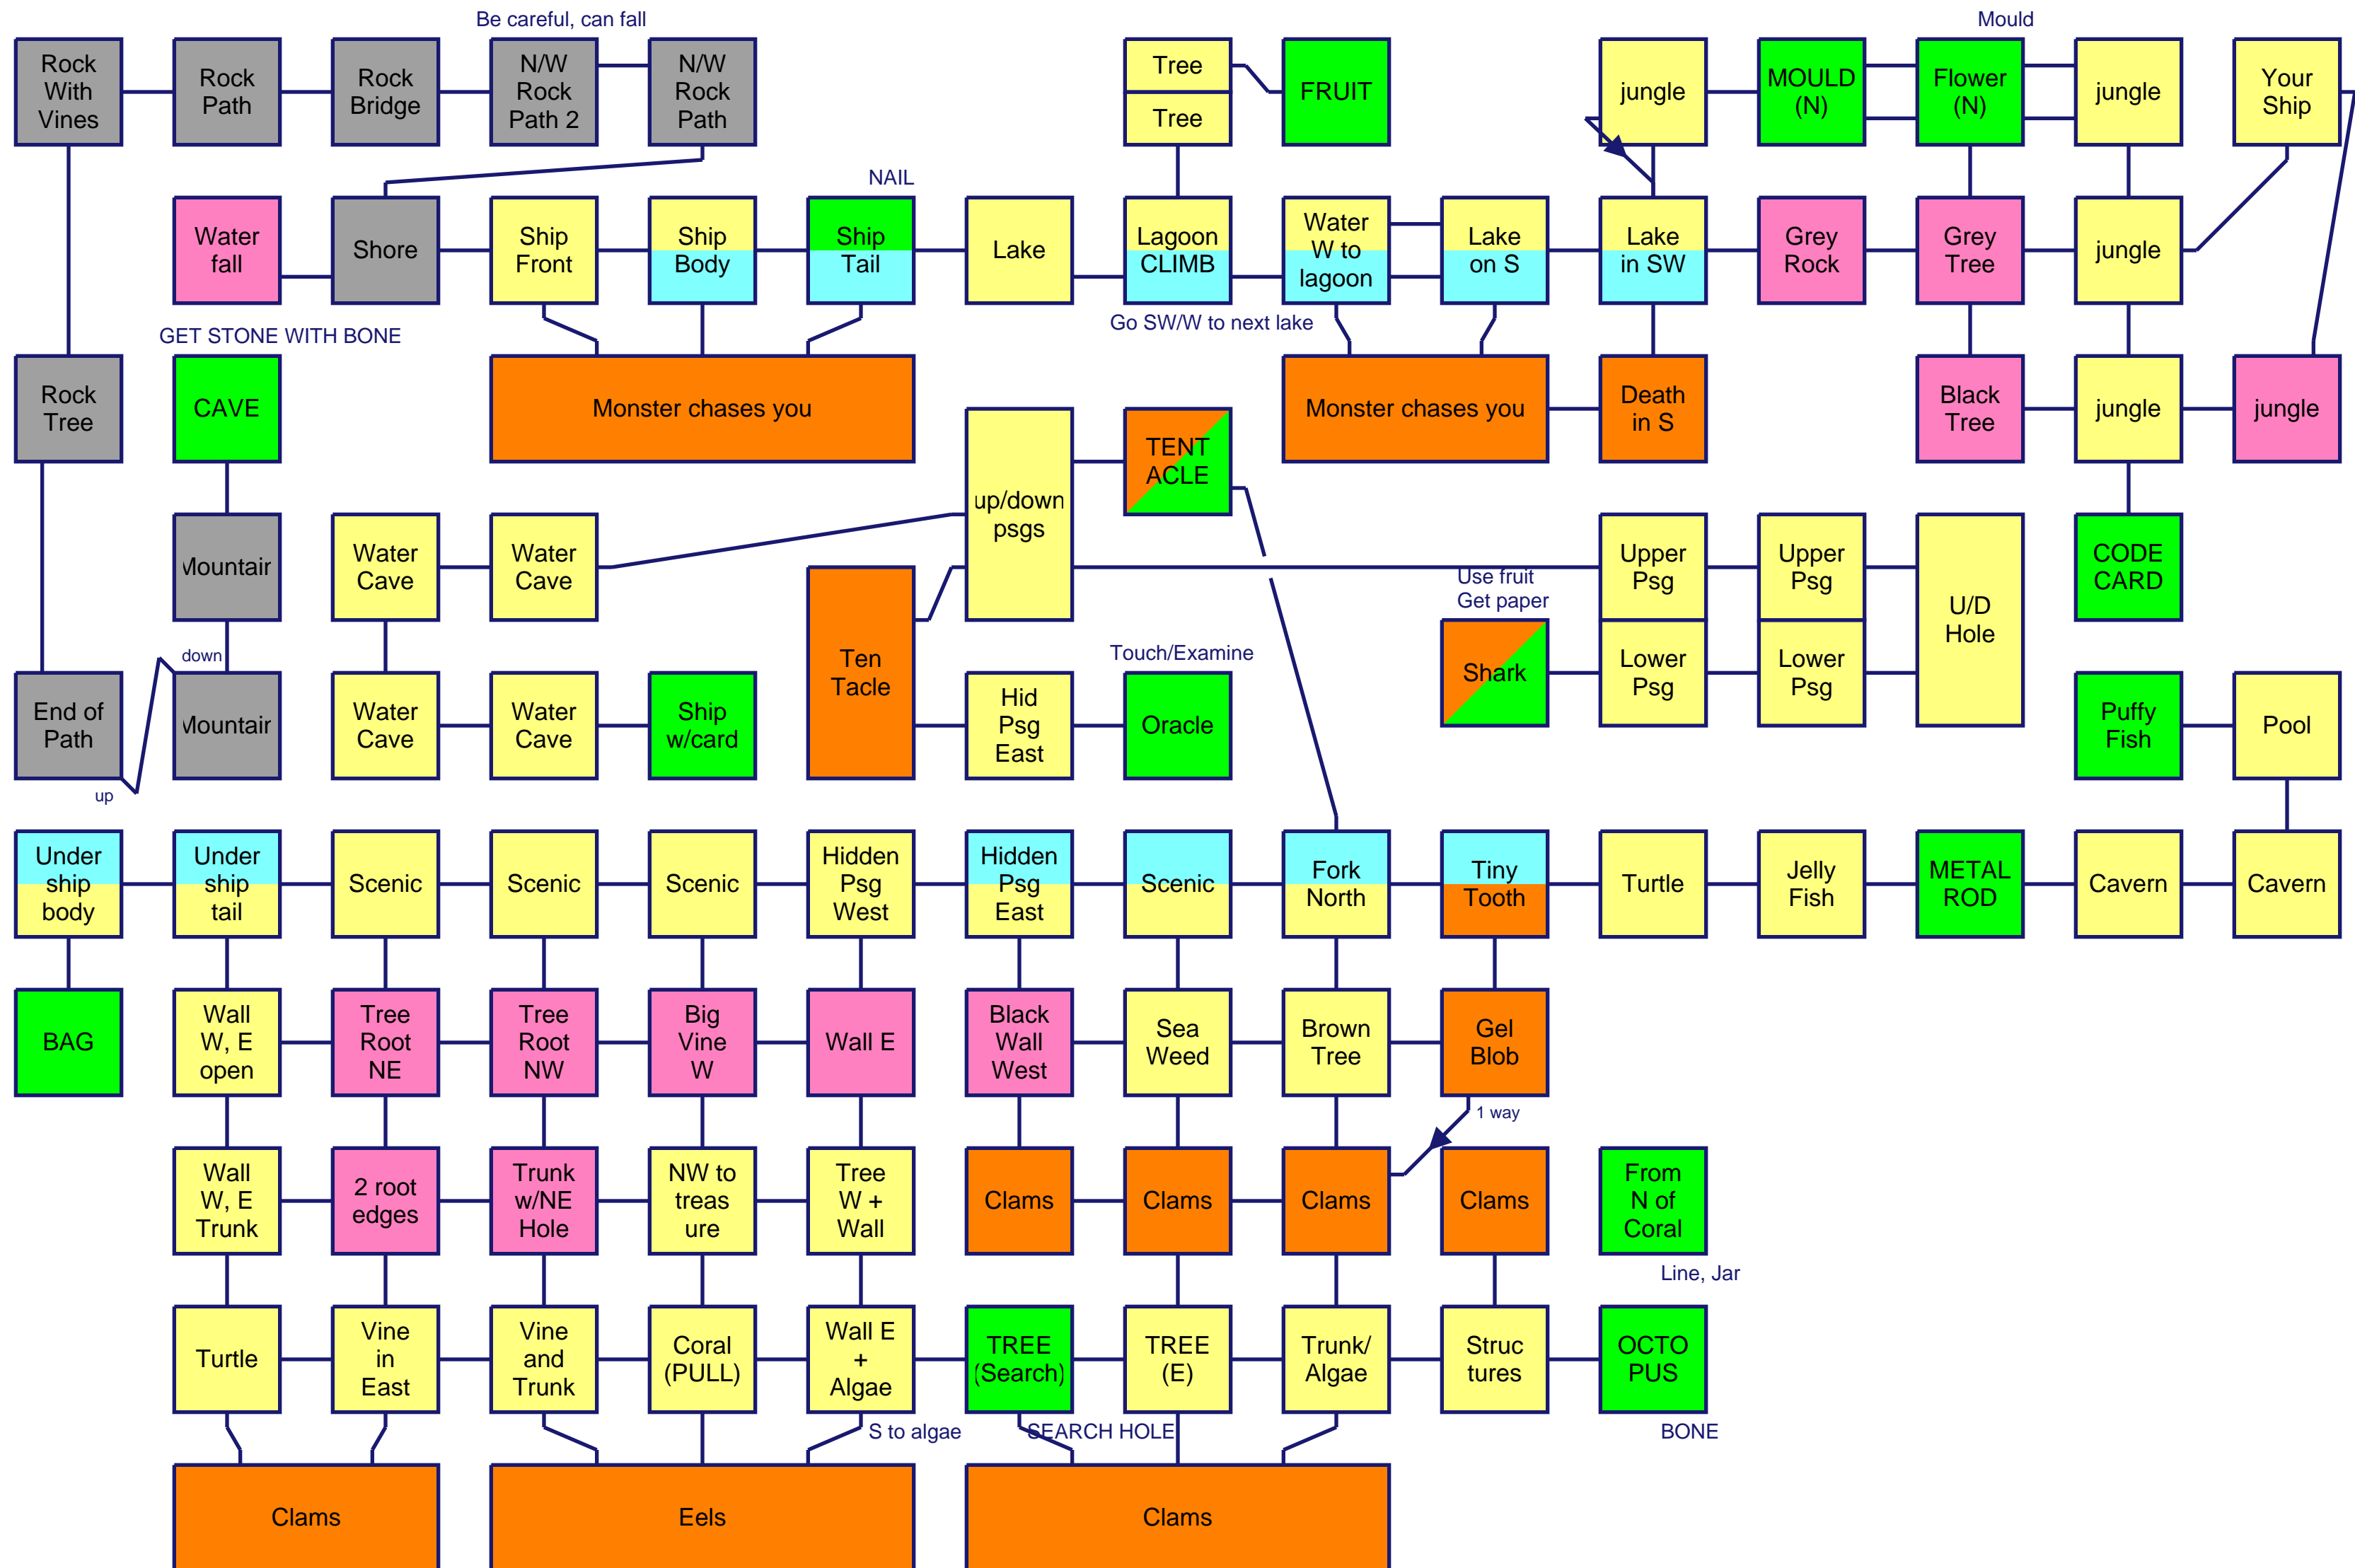 Be careful, can fall
Mould
Rock
With
Vines
Rock
Path
Rock
Bridge
N/W
Rock
Path 2
N/W
Rock
Path
Tree
Tree
FRUIT
jungle
MOULD
(N)
Flower
(N)
jungle
Your
Ship
NAIL
Water
fall
Shore
Ship
Front
Ship
Body
Ship
Tail
Lake
Lagoon
CLIMB
Water
W to
lagoon
Lake
on S
Lake
in SW
Grey
Rock
Grey
Tree
jungle
GET STONE WITH BONE
Go SW/W to next lake
Rock
Tree
CAVE
Monster chases you
up/down
psgs
TENT
ACLE
Monster chases you
Death
in S
Black
Tree
jungle
jungle
Mountain
Water
Cave
Water
Cave
Use fruit
Get paper
Upper
Psg
Upper
Psg
U/D
Hole
CODE
CARD
down
Ten
Tacle
Touch/Examine
Shark
Lower
Psg
Lower
Psg
End of
Path
Mountain
Water
Cave
Water
Cave
Ship
w/card
Hid
Psg
East
Oracle
Puffy
Fish
Pool
up
Under
ship
body
Under
ship
tail
Scenic
Scenic
Scenic
Hidden
Psg
West
Hidden
Psg
East
Scenic
Fork
North
Tiny
Tooth
Turtle
Jelly
Fish
METAL
ROD
Cavern
Cavern
BAG
Wall
W, E
open
Tree
Root
NE
Tree
Root
NW
Big
Vine
W
Wall E
Black
Wall
West
Sea
Weed
Brown
Tree
Gel
Blob
1 way
Wall
W, E
Trunk
2 root
edges
Trunk
w/NE
Hole
NW to
treas
ure
Tree
W +
Wall
Clams
Clams
Clams
Clams
From
N of
Coral
Line, Jar
Turtle
Vine
in
East
Vine
and
Trunk
Coral
(PULL)
Wall E
+
Algae
TREE
(Search)
TREE
(E)
Trunk/
Algae
Struc
tures
OCTO
PUS
S to algae
SEARCH HOLE
BONE
Clams
Eels
Clams